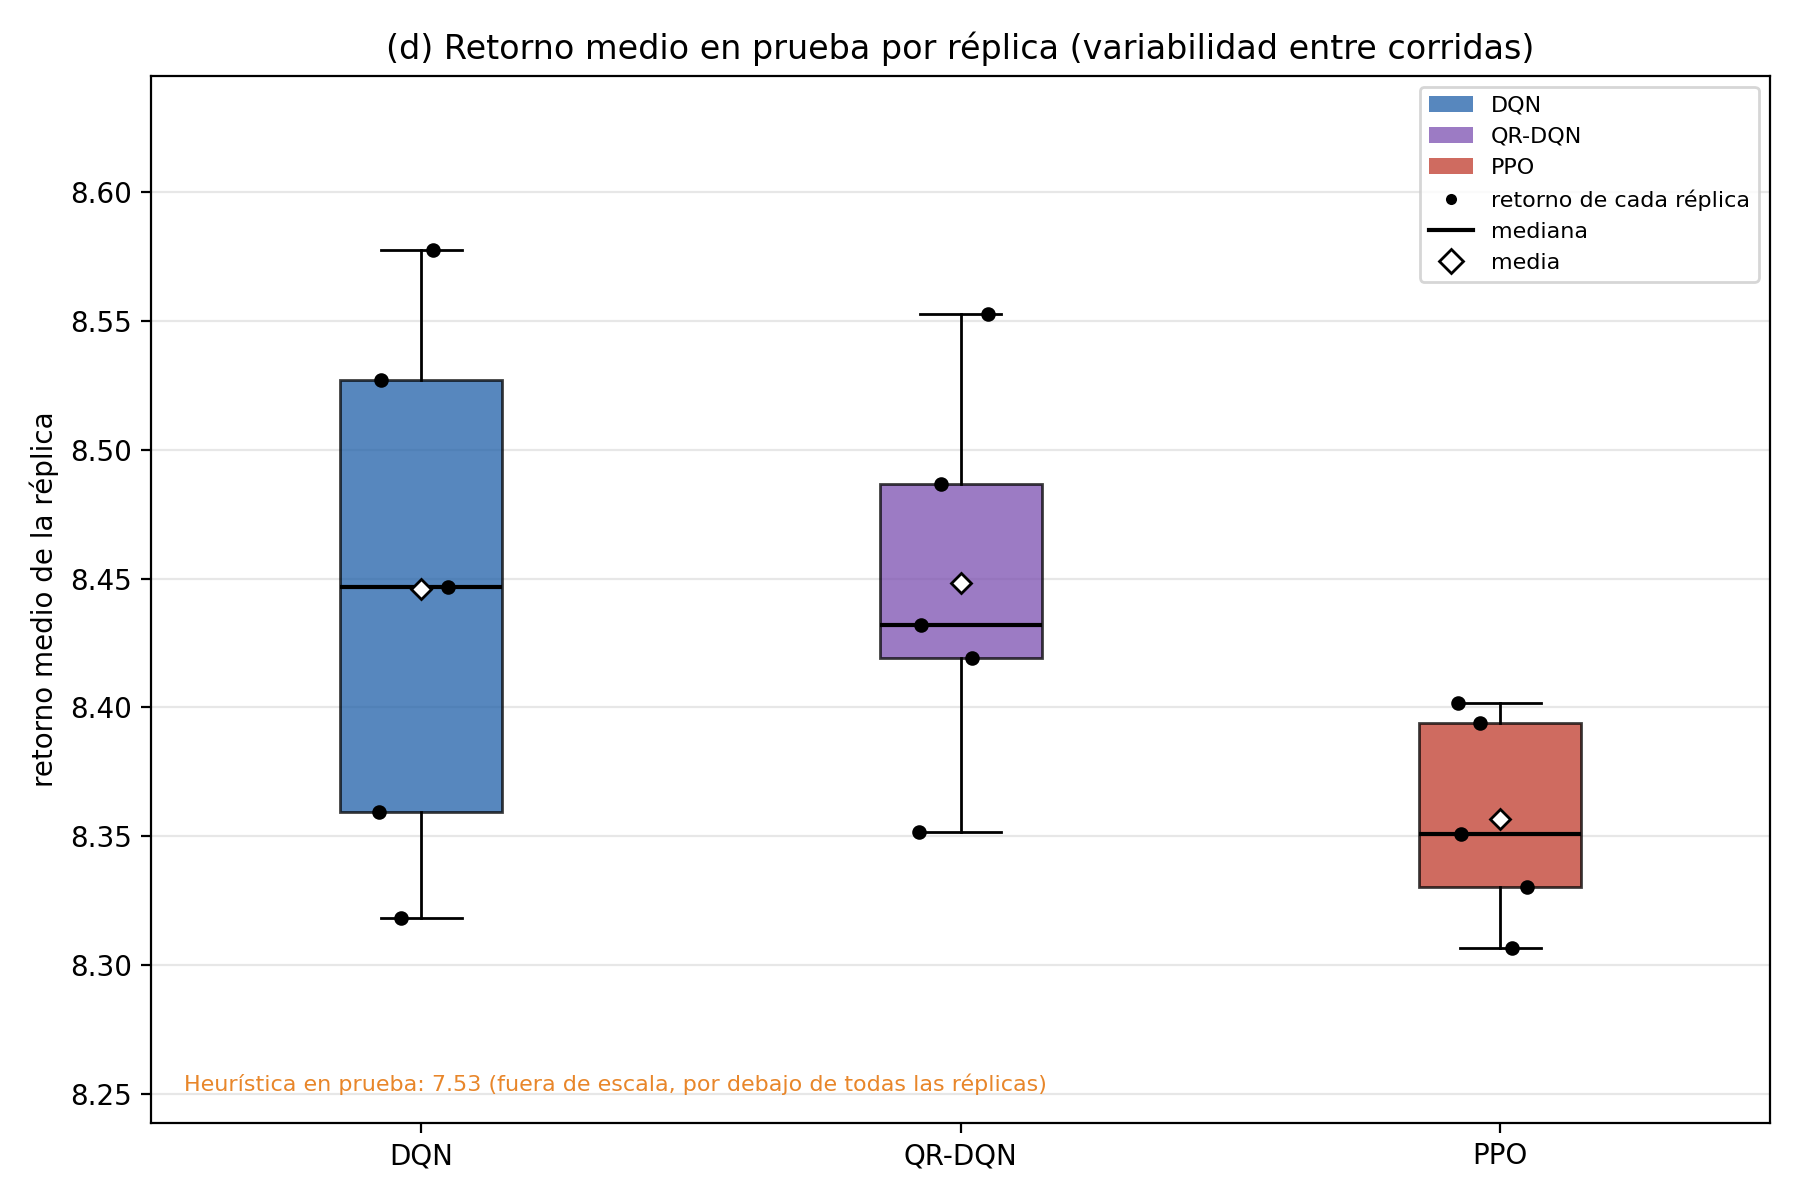 (d) Retorno medio en prueba por réplica (variabilidad entre corridas)
DQN
QR-DQN
PPO
retorno de cada réplica
mediana
media
retorno medio de la réplica
8.60
8.55
8.50
8.45
8.40
8.35
8.30
8.25
Heurística en prueba: 7.53 (fuera de escala, por debajo de todas las réplicas)
DQN
QR-DQN
PPO